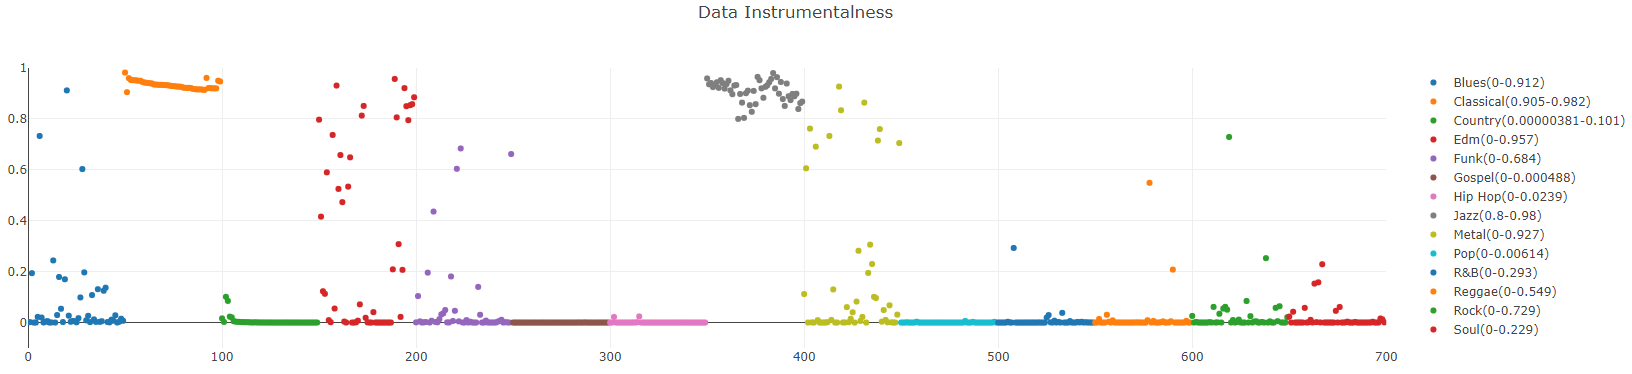 Data Instrumentalness
1
0.8
0.6
0.4
0.2
0
0 100 200 300 400 500 600 700
Blues(0-0.912)
Classical(0.905-0.982)
Country(0.00000381-0.101)
Edm(0-0.957)
Funk(0-0.684)
Gospel(0-0.000488)
Hip Hop(0-0.0239)
Jazz(0.8-0.98)
Metal(0-0.927)
Pop(0-0.00614)
R&B(0-0.293)
Reggae(0-0.549)
Rock(0-0.729)
Soul(0-0.229)